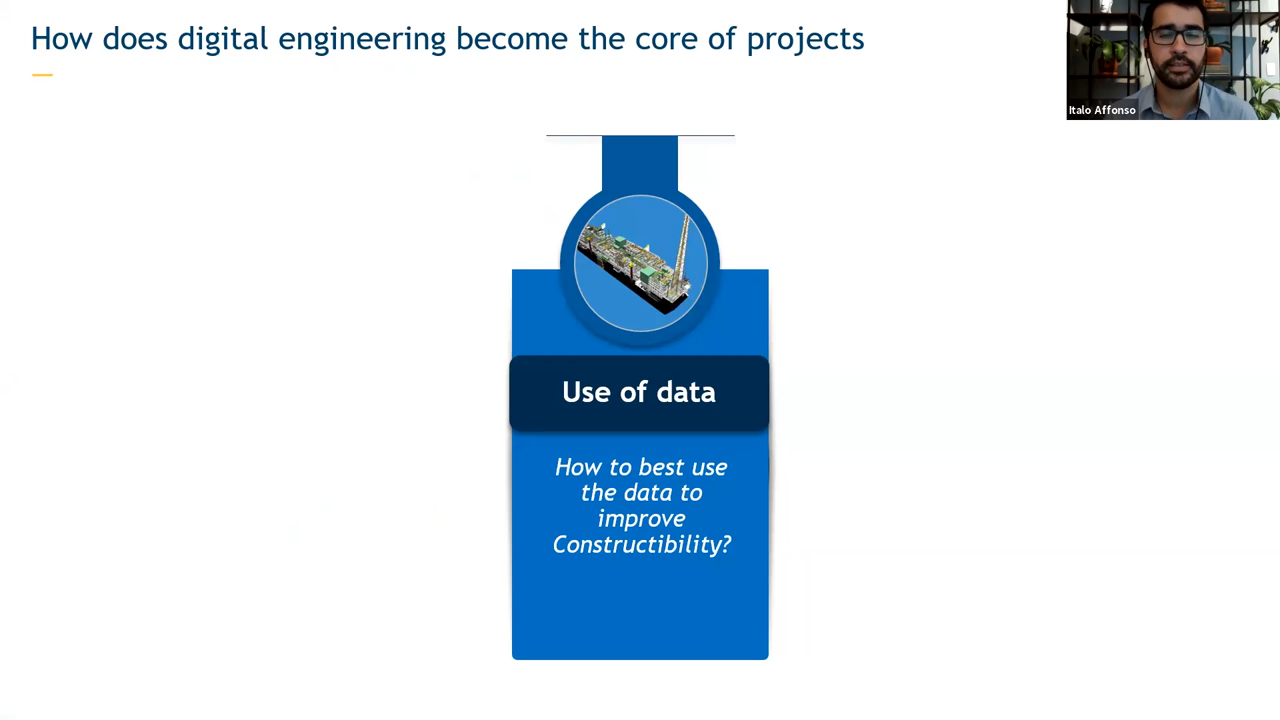 How does digital engineering become the core of projects
Italo Affonso
Use of data
How to best use
the data to
improve
Constructibility?